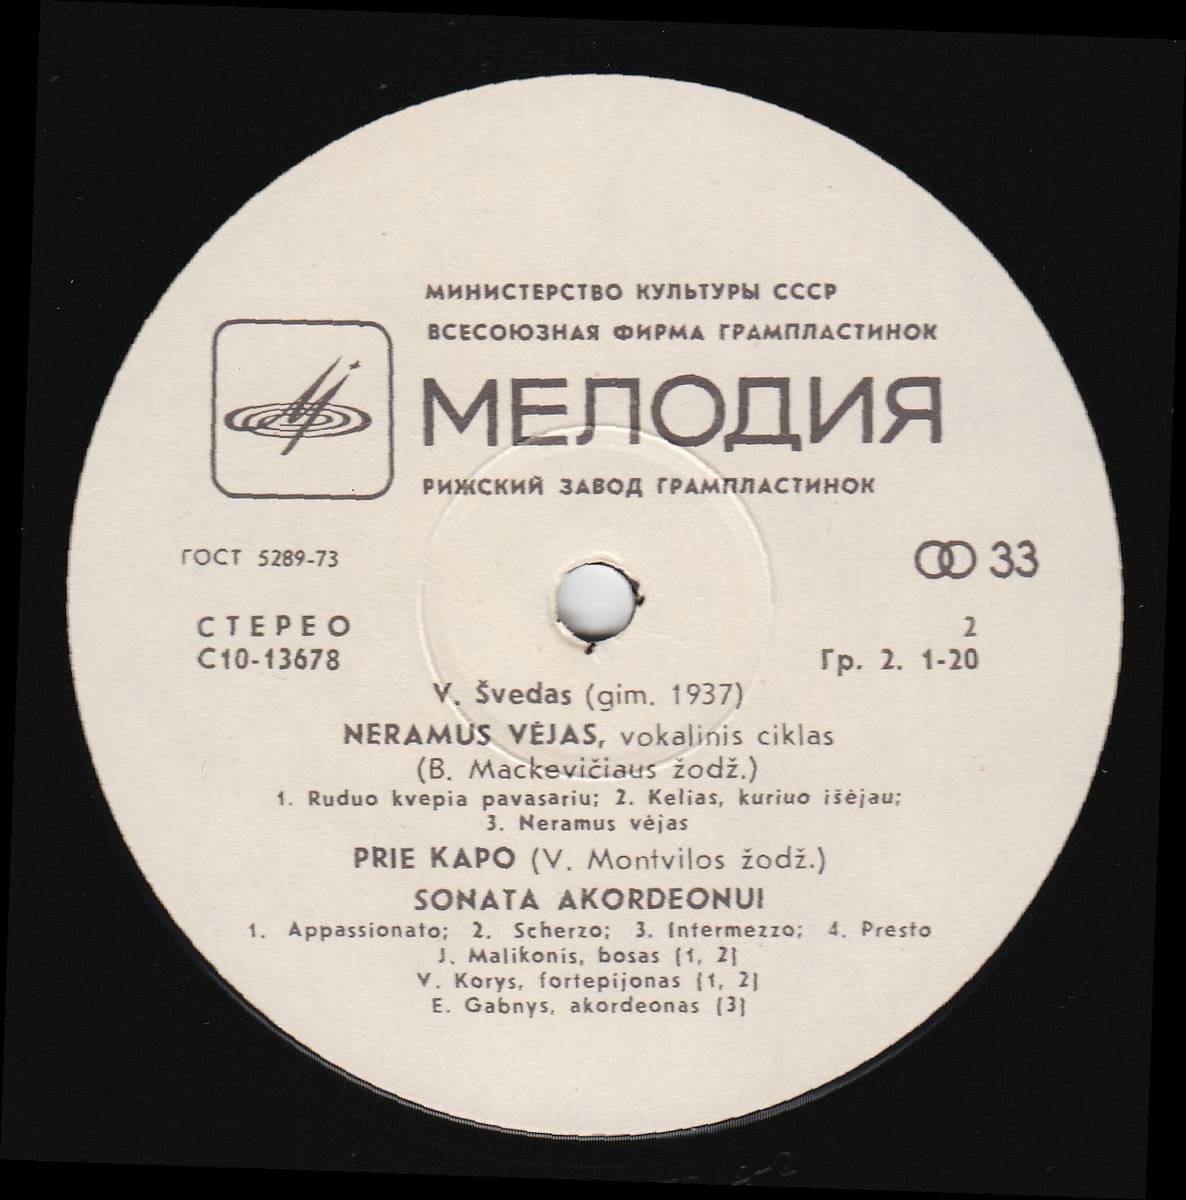 МИНИСТЕРСТВО КУЛЬТУРЫ СССР
ВСЕСОЮЗНАЯ ФИРМА ГРАМПЛАСТИНОК
МЕЛОДИЯ
РИЖСКИЙ ЗАВОД ГРАМПЛАСТИНОК
ГОСТ 5289-73
33
СТЕРЕО
2
С10-13678
Гр. 2. 1-20
V. Švedas (gim. 1937)
NERAMUS VĖJAS, vokalinis ciklas
(B. Mackevičiaus žodž.)
1. Ruduo kvepia pavasariu; 2. Kelias, kuriuo išėjau;
3. Neramus vėjas
PRIE KAPO (V. Montvilos žodž.)
SONATA AKORDEONUI
1. Appassionato; 2. Scherzo; 3. Intermezzo; 4. Presto
J. Malikonis, bosas (1, 2)
V. Korys, fortepijonas (1, 2)
E. Gabnys, akordeonas (3)